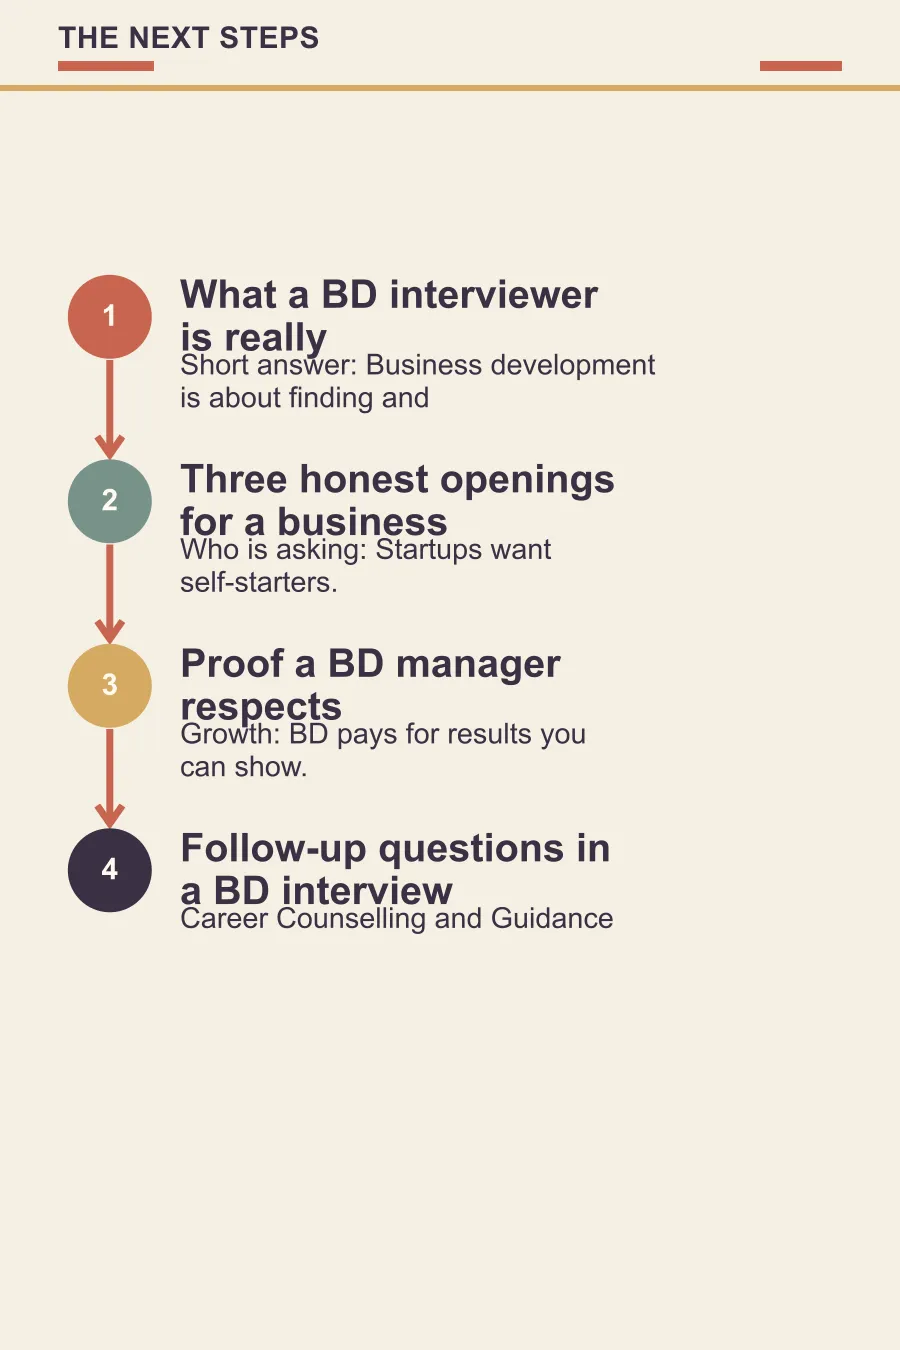 THE NEXT STEPS
1
What a BD interviewer
is really
Short answer: Business development
is about finding and
2
Three honest openings
for a business
Who is asking: Startups want
self-starters.
3
Proof a BD manager
respects
Growth: BD pays for results you
can show.
4
Follow-up questions in
a BD interview
Career Counselling and Guidance